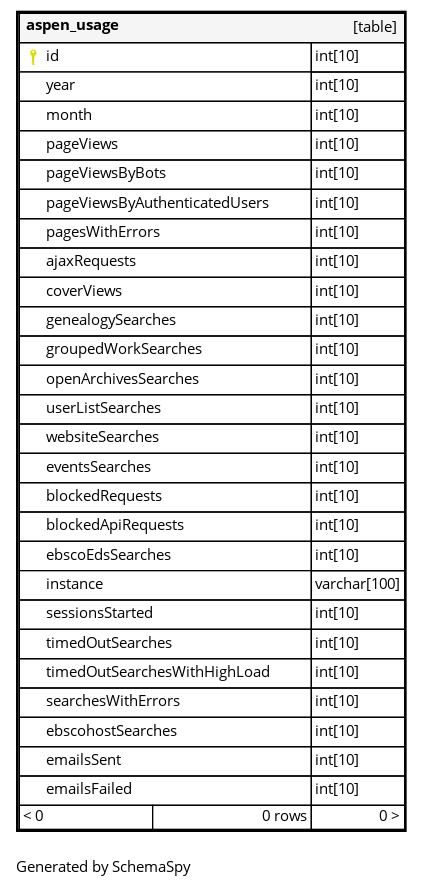 aspen_usage [table]
id int[10]
year int[10]
month int[10]
pageViews int[10]
pageViewsByBots int[10]
pageViewsByAuthenticatedUsers int[10]
pagesWithErrors int[10]
ajaxRequests int[10]
coverViews int[10]
genealogySearches int[10]
groupedWorkSearches int[10]
openArchivesSearches int[10]
userListSearches int[10]
websiteSearches int[10]
eventsSearches int[10]
blockedRequests int[10]
blockedApiRequests int[10]
ebscoEdsSearches int[10]
instance varchar[100]
sessionsStarted int[10]
timedOutSearches int[10]
timedOutSearchesWithHighLoad int[10]
searchesWithErrors int[10]
ebscohostSearches int[10]
emailsSent int[10]
emailsFailed int[10]
< 0 0 rows 0 >
Generated by SchemaSpy